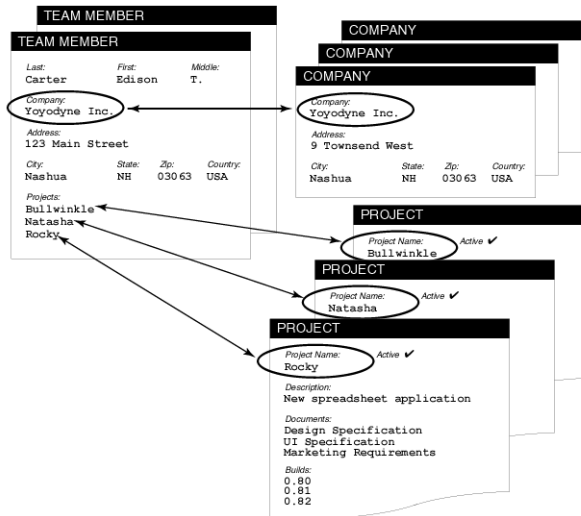 TEAM MEMBER
TEAM MEMBER
Last: First: Middle:
Carter Edison T.
Company:
Yoyodyne Inc.
Address:
123 Main Street
City: State: Zip: Country:
Nashua NH 03063 USA
Projects:
Bullwinkle
Natasha
Rocky
COMPANY
COMPANY
COMPANY
Company:
Yoyodyne Inc.
Address:
9 Townsend West
City: State: Zip: Country:
Nashua NH 03063 USA
PROJECT
Project Name: Active ✔
Bullwinkle
PROJECT
Project Name: Active ✔
Natasha
PROJECT
Project Name: Active ✔
Rocky
Description:
New spreadsheet application
Documents:
Design Specification
UI Specification
Marketing Requirements
Builds:
0.80
0.81
0.82